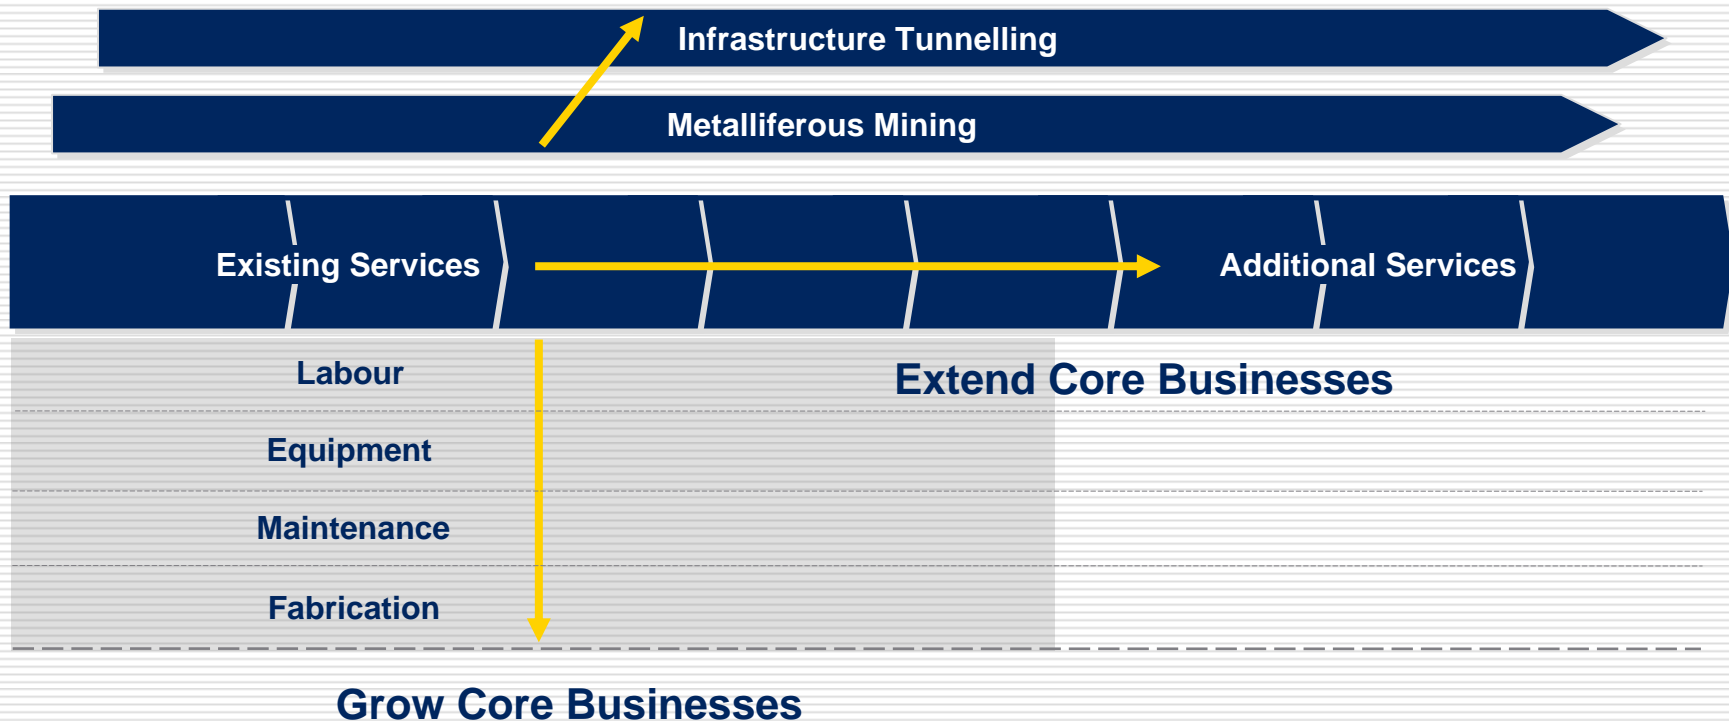 Infrastructure Tunnelling
Metalliferous Mining
Existing Services
Additional Services
Labour
Extend Core Businesses
Equipment
Maintenance
Fabrication
Grow Core Businesses